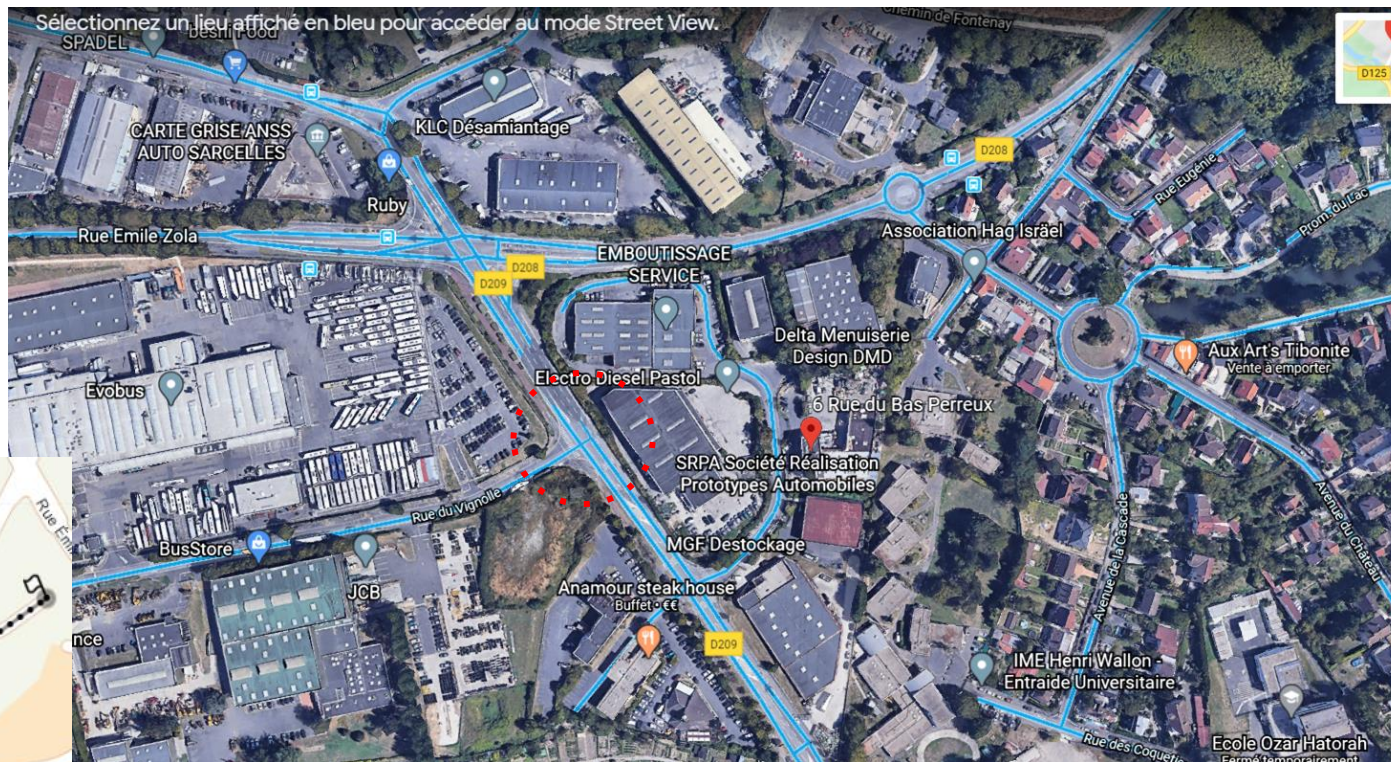 Sélectionnez un lieu affiché en bleu pour accéder au mode Street View.
Chemin de Fontenay
SPADEL
Deshi Food
D125
KLC Désamiantage
CARTE GRISE ANSS
AUTO SARCELLES
D208
Rue Eugénie
Ruby
Prom. du Lac
Rue Emile Zola
Association Hag Israël
EMBOUTISSAGE
SERVICE
D208
D209
Delta Menuiserie
Design DMD
Aux Art's Tibonite
Vente à emporter
Electro Diesel Pastol
Evobus
6 Rue du Bas Perreux
SRPA Société Réalisation
Prototypes Automobiles
Rue du Vignolle
Avenue du Château
Avenue de la Cascade
BusStore
MGF Destockage
JCB
Anamour steak house
Buffet • €€
nce
D209
IME Henri Wallon -
Entraide Universitaire
Ecole Ozar Hatorah
Fermé temporairement